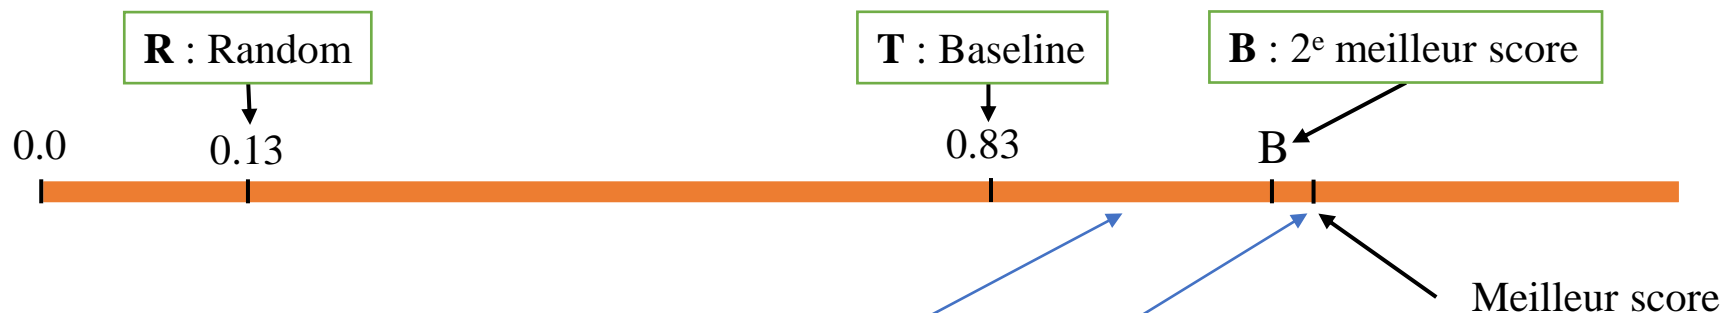 R : Random
T : Baseline
B : 2e meilleur score
0.0
0.13
0.83
B
Meilleur score